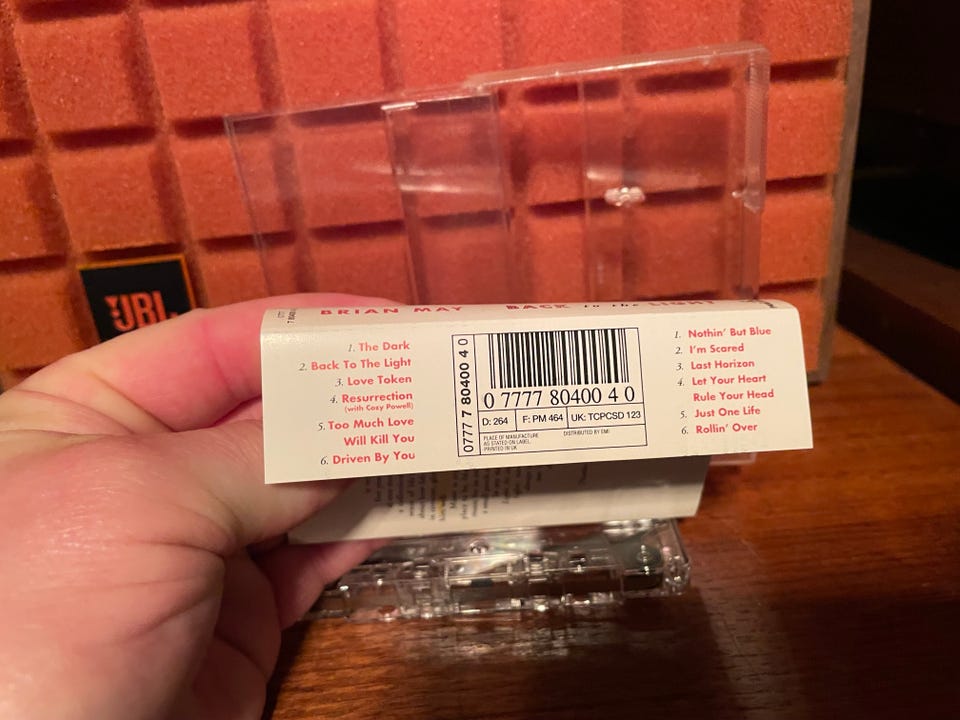 JBL
BRIAN MAY BACK to the LIGHT
1. The Dark
2. Back To The Light
3. Love Token
4. Resurrection
(with Cozy Powell)
5. Too Much Love
Will Kill You
6. Driven By You
0777 7 80400 4 0
0 7777 80400 4 0
D: 264 F: PM 464 UK: TCPCSD 123
PLACE OF MANUFACTURE
AS STATED ON LABEL.
PRINTED IN UK
DISTRIBUTED BY EMI
1. Nothin' But Blue
2. I'm Scared
3. Last Horizon
4. Let Your Heart
Rule Your Head
5. Just One Life
6. Rollin' Over